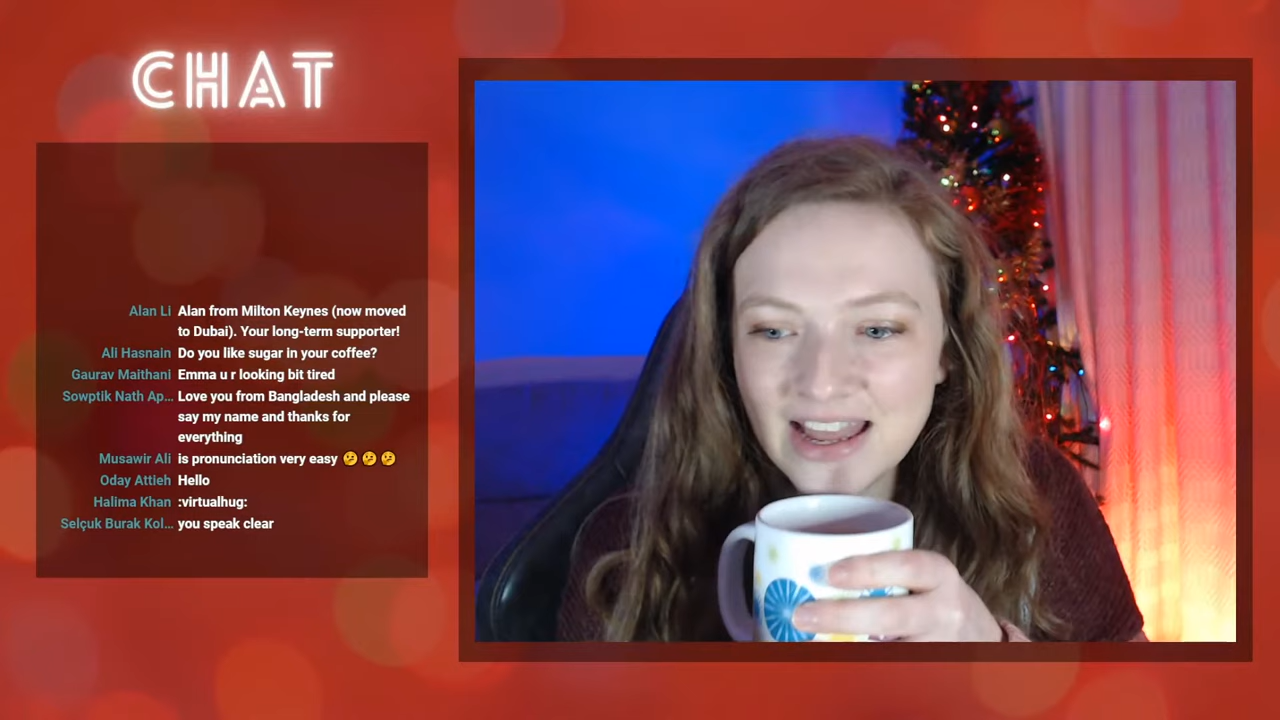 CHAT
Alan Li Alan from Milton Keynes (now moved
to Dubai). Your long-term supporter!
Ali Hasnain Do you like sugar in your coffee?
Gaurav Maithani Emma u r looking bit tired
Sowptik Nath Ap... Love you from Bangladesh and please
say my name and thanks for
everything
Musawir Ali is pronunciation very easy 🤔🤔🤔
Oday Attieh Hello
Halima Khan :virtualhug:
Selçuk Burak Kol... you speak clear